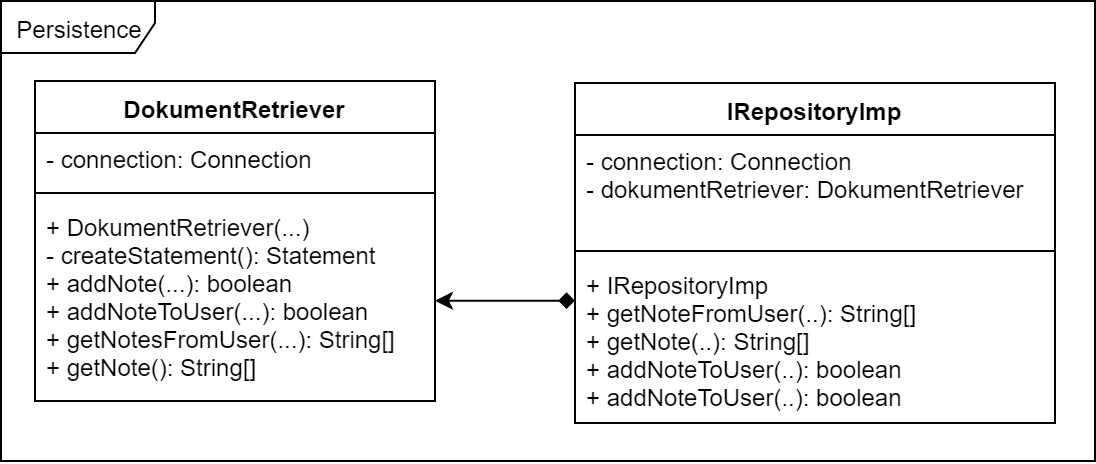 Persistence
DokumentRetriever
- connection: Connection
+ DokumentRetriever(...)
- createStatement(): Statement
+ addNote(...): boolean
+ addNoteToUser(...): boolean
+ getNotesFromUser(...): String[]
+ getNote(): String[]
IRepositoryImp
- connection: Connection
- dokumentRetriever: DokumentRetriever
+ IRepositoryImp
+ getNoteFromUser(..): String[]
+ getNote(..): String[]
+ addNoteToUser(..): boolean
+ addNoteToUser(..): boolean